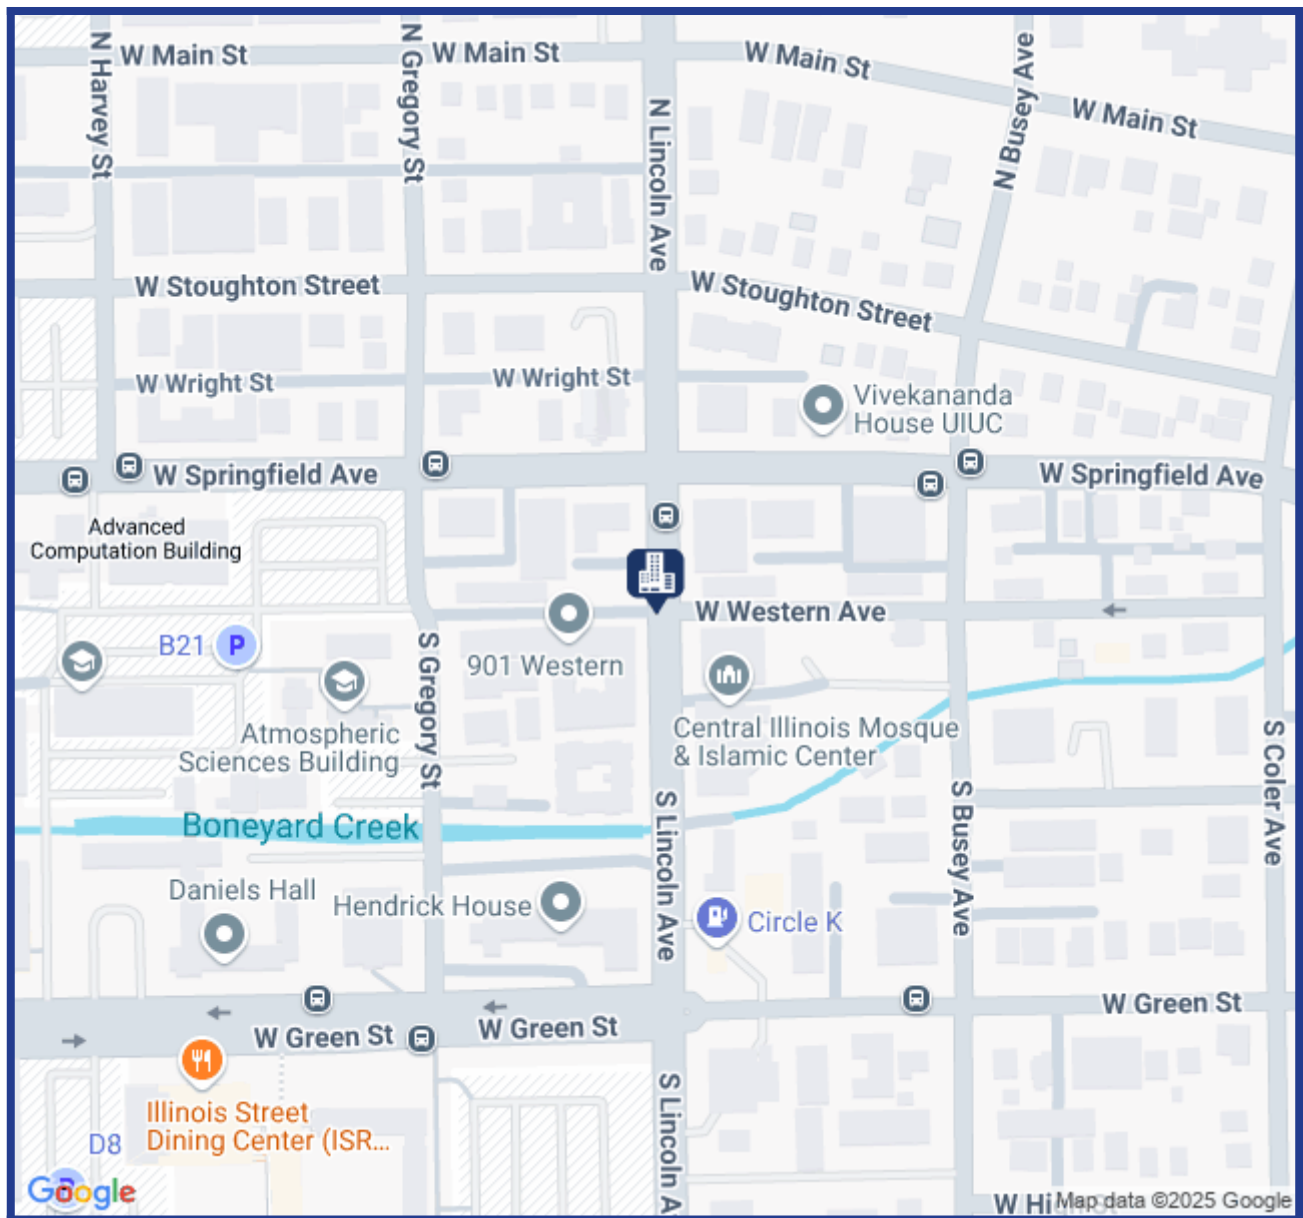 W Main St
W Main St
W Main St
W Main St
N Harvey St
N Gregory St
N Lincoln Ave
N Busey Ave
W Stoughton Street
W Stoughton Street
W Wright St
W Wright St
Vivekananda
House UIUC
W Springfield Ave
W Springfield Ave
Advanced
Computation Building
W Western Ave
B21
P
901 Western
S Gregory St
Atmospheric
Sciences Building
Central Illinois Mosque
& Islamic Center
S Coler Ave
S Lincoln Ave
S Busey Ave
Boneyard Creek
Daniels Hall
Hendrick House
Circle K
W Green St
W Green St
W Green St
Illinois Street
Dining Center (ISR...
D8
S Lincoln A
Google
W Hi
Map data ©2025 Google